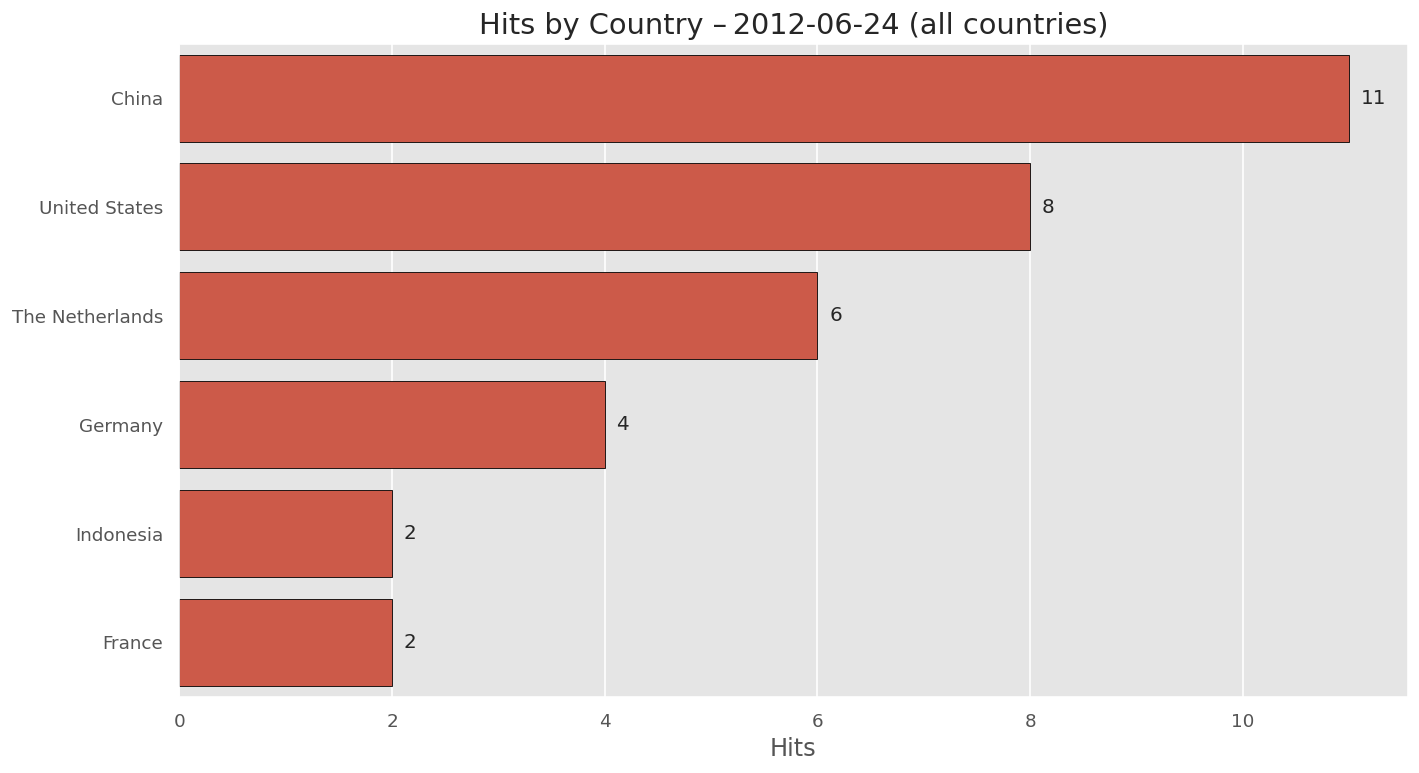 Hits by Country – 2012-06-24 (all countries)
China
11
United States
8
The Netherlands
6
Germany
4
Indonesia
2
France
2
0 2 4 6 8 10
Hits